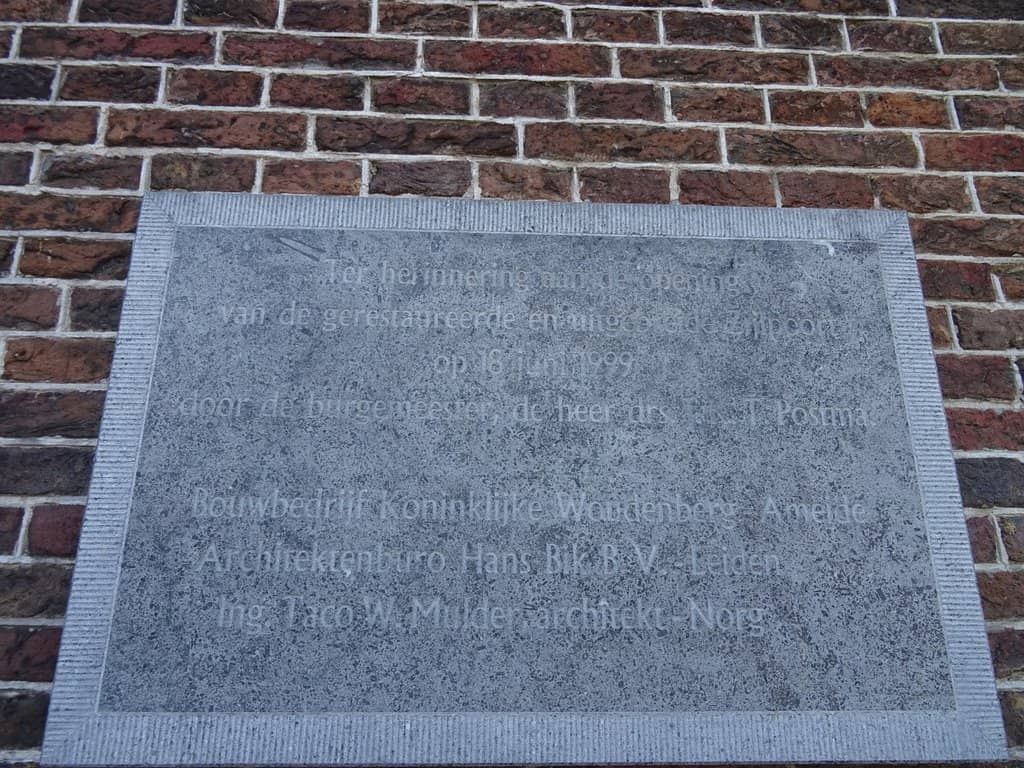 Ter herinnering aan de opening
van de gerestaureerde en uitgebreide Zijlpoort
op 18 juni 1999
door de burgemeester, de heer drs. T. Postma.
Bouwbedrijf Koninklijke Woudenberg - Ameide
Architektenburo Hans Bik B.V. - Leiden
Ing. Taco W. Mulder, architekt - Norg